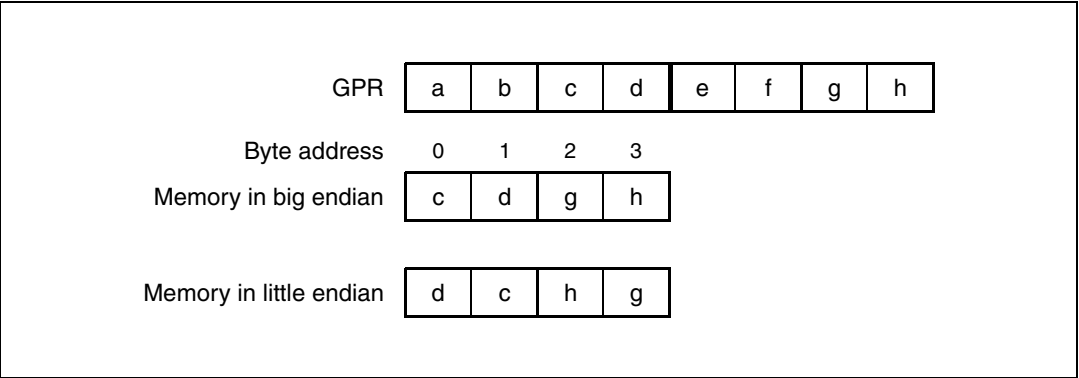 GPR a b c d e f g h
Byte address 0 1 2 3
Memory in big endian c d g h
Memory in little endian d c h g